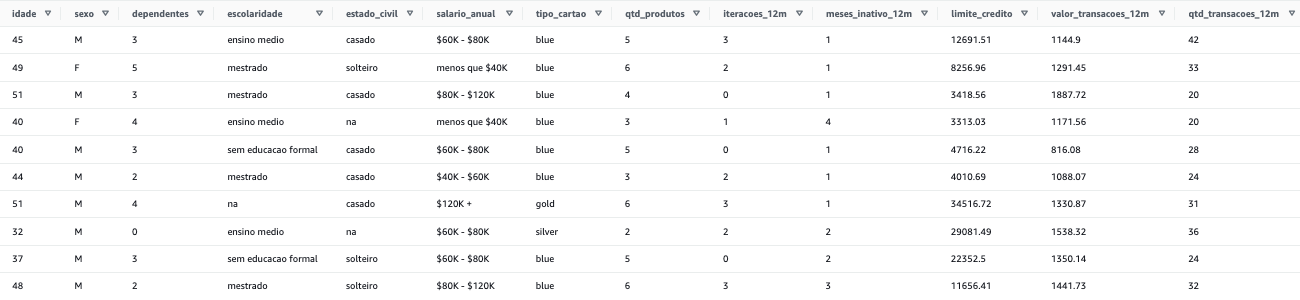 idade sexo dependentes escolaridade estado_civil salario_anual tipo_cartao qtd_produtos iteracoes_12m meses_inativo_12m limite_credito valor_transacoes_12m qtd_transacoes_12m
45 M 3 ensino medio casado $60K - $80K blue 5 3 1 12691.51 1144.9 42
49 F 5 mestrado solteiro menos que $40K blue 6 2 1 8256.96 1291.45 33
51 M 3 mestrado casado $80K - $120K blue 4 0 1 3418.56 1887.72 20
40 F 4 ensino medio na menos que $40K blue 3 1 4 3313.03 1171.56 20
40 M 3 sem educacao formal casado $60K - $80K blue 5 0 1 4716.22 816.08 28
44 M 2 mestrado casado $40K - $60K blue 3 2 1 4010.69 1088.07 24
51 M 4 na casado $120K + gold 6 3 1 34516.72 1330.87 31
32 M 0 ensino medio na $60K - $80K silver 2 2 2 29081.49 1538.32 36
37 M 3 sem educacao formal solteiro $60K - $80K blue 5 0 2 22352.5 1350.14 24
48 M 2 mestrado solteiro $80K - $120K blue 6 3 3 11656.41 1441.73 32